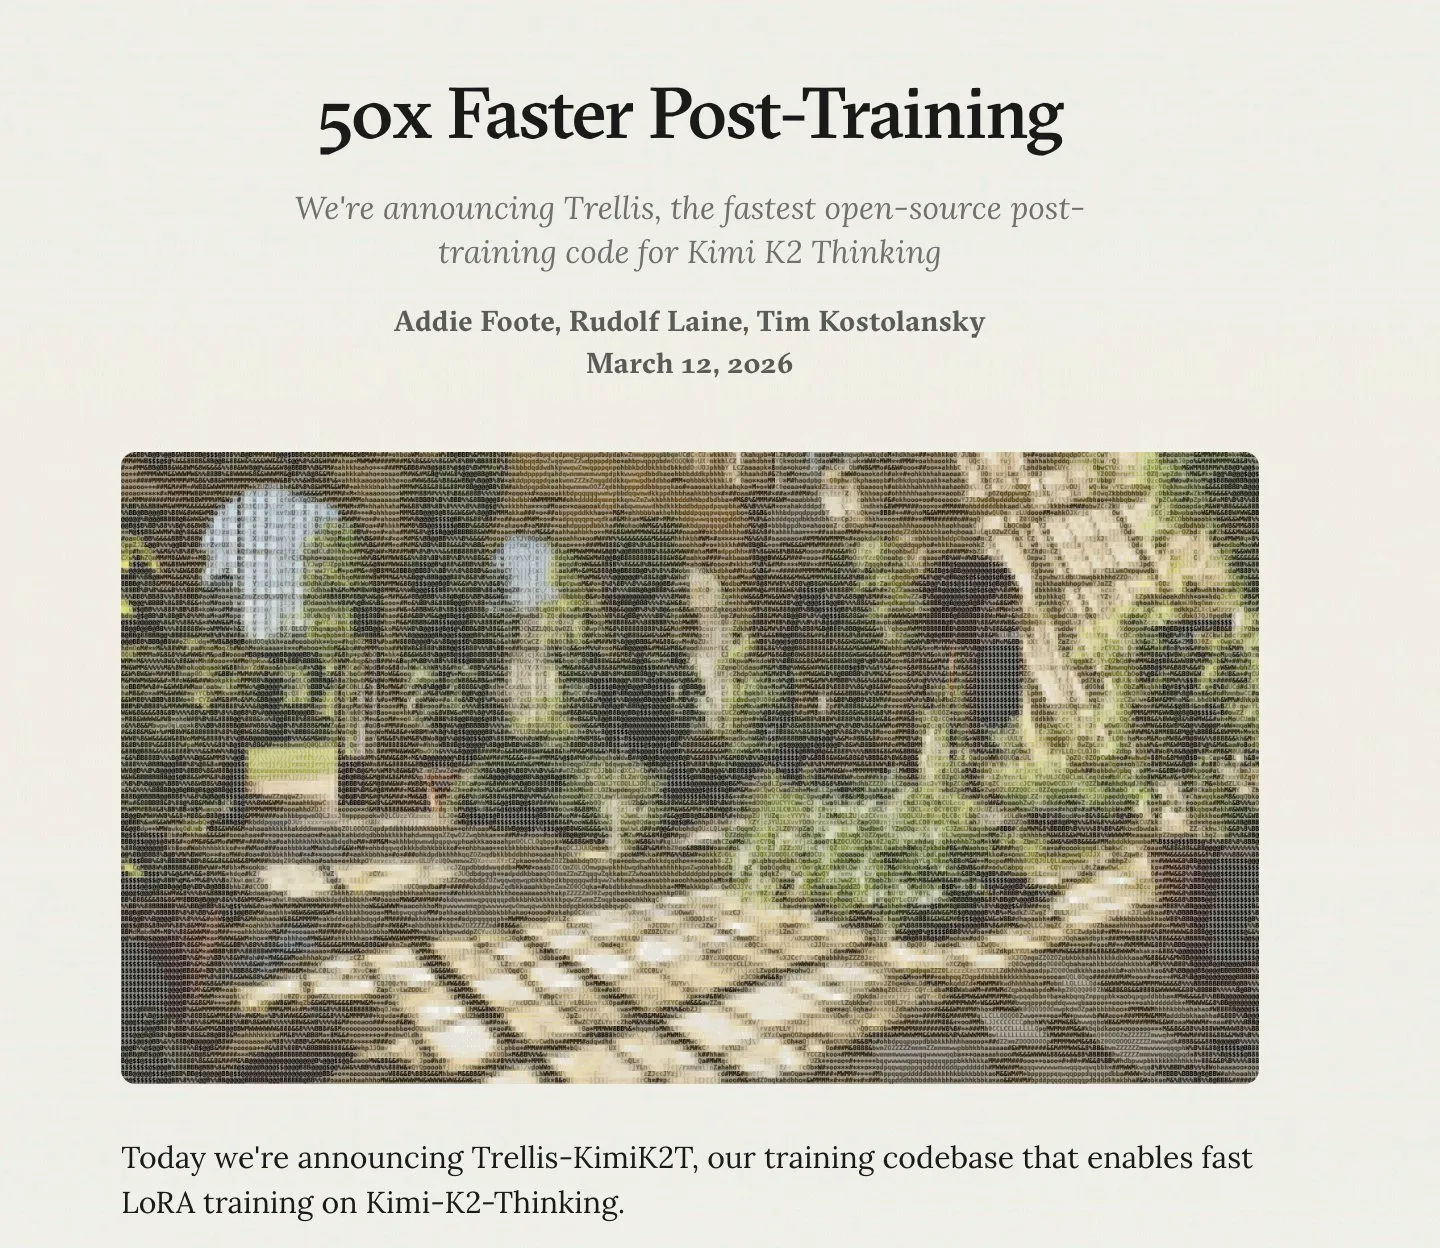 50x Faster Post-Training
We're announcing Trellis, the fastest open-source post-
training code for Kimi K2 Thinking
Addie Foote, Rudolf Laine, Tim Kostolansky
March 12, 2026
Today we're announcing Trellis-KimiK2T, our training codebase that enables fast
LoRA training on Kimi-K2-Thinking.